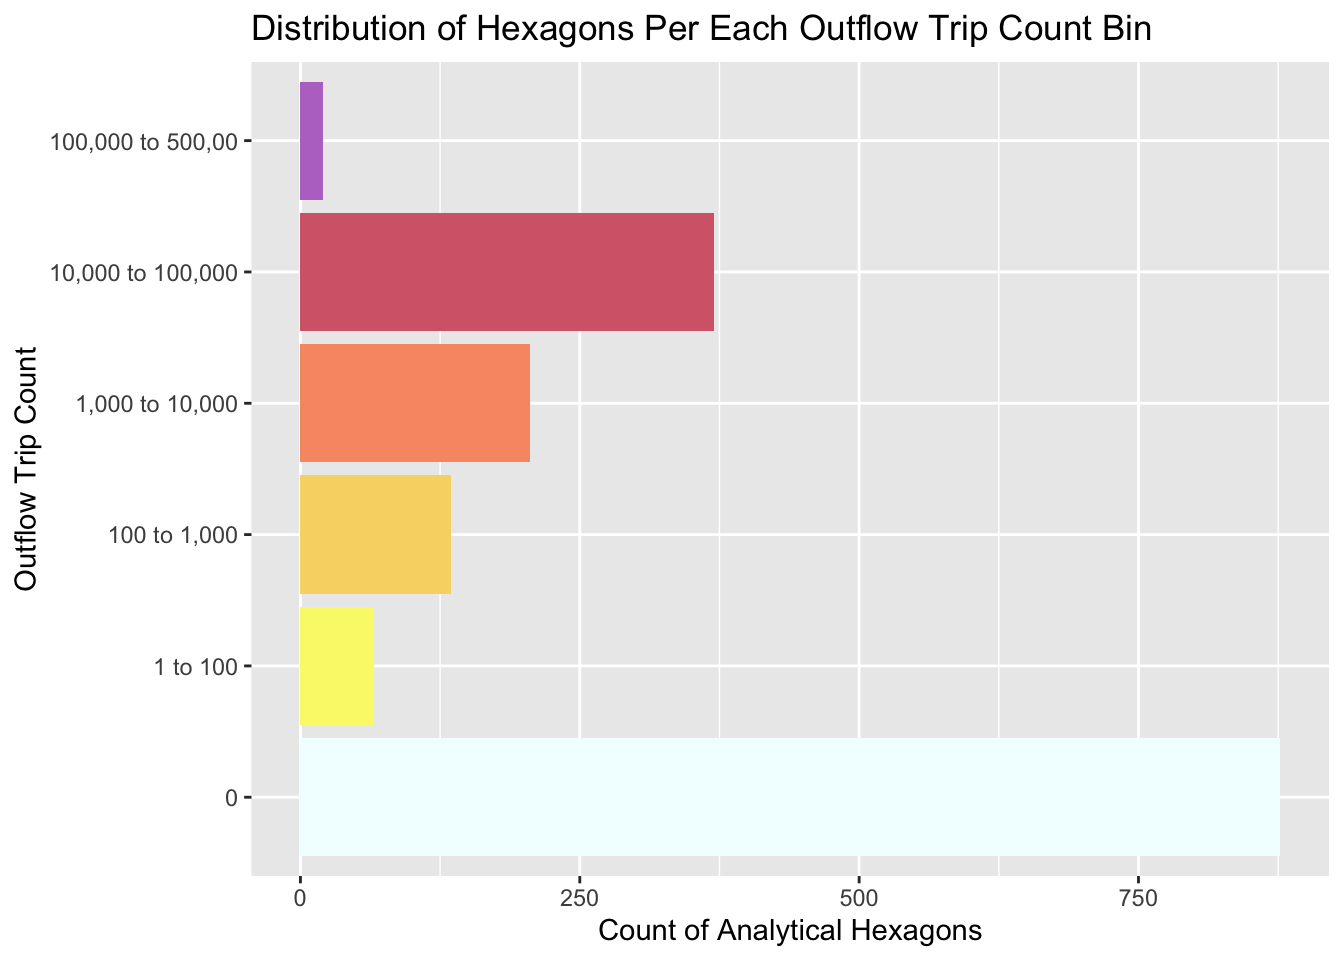 Distribution of Hexagons Per Each Outflow Trip Count Bin
Outflow Trip Count
100,000 to 500,00
10,000 to 100,000
1,000 to 10,000
100 to 1,000
1 to 100
0
0 250 500 750
Count of Analytical Hexagons